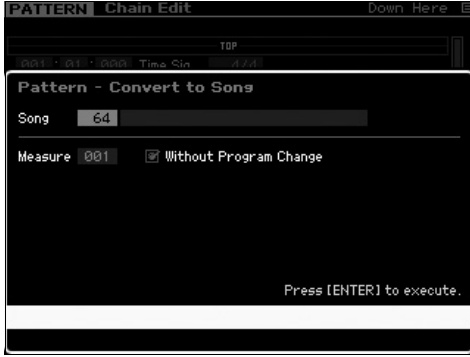 PATTERN Chain Edit Down Here
TOP
001:01:000 Time Sig 4/4
Pattern - Convert to Song
Song 64
Measure 001 Without Program Change
Press [ENTER] to execute.